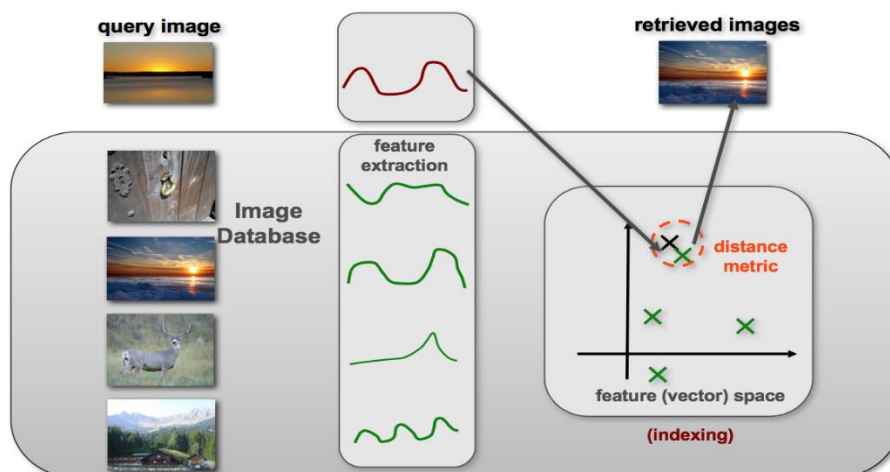 query image
retrieved images
feature
extraction
Image
Database
distance
metric
feature (vector) space
(indexing)